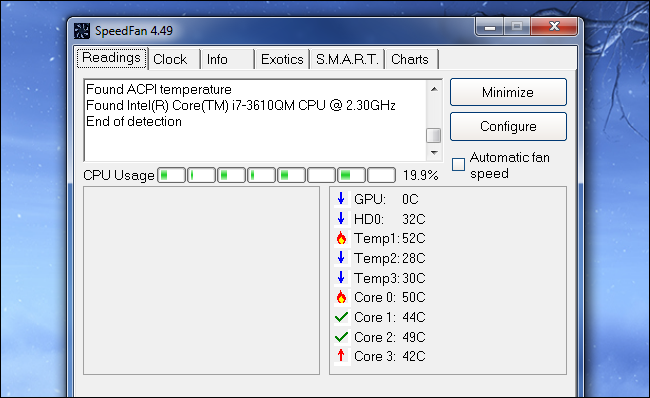 SpeedFan 4.49
Readings Clock Info Exotics S.M.A.R.T. Charts
Found ACPI temperature
Found Intel(R) Core(TM) i7-3610QM CPU @ 2.30GHz
End of detection
Minimize
Configure
Automatic fan
speed
CPU Usage 19.9%
GPU: 0C
HD0: 32C
Temp1: 52C
Temp2: 28C
Temp3: 30C
Core 0: 50C
Core 1: 44C
Core 2: 49C
Core 3: 42C